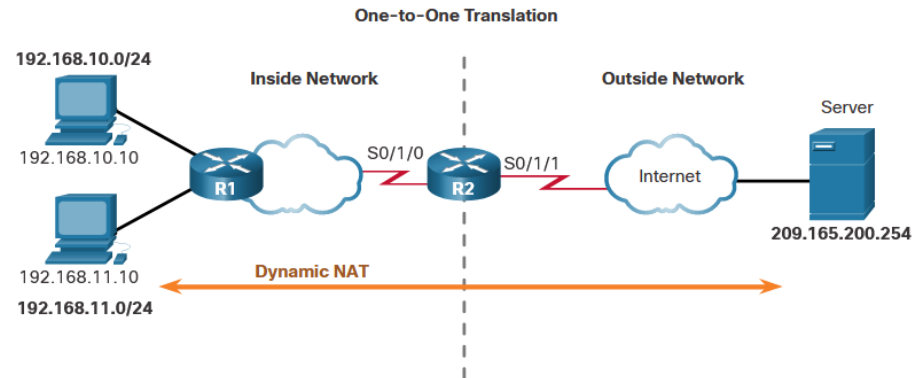 One-to-One Translation
192.168.10.0/24
Inside Network
Outside Network
Server
192.168.10.10
S0/1/0
S0/1/1
R1
R2
Internet
209.165.200.254
192.168.11.10
Dynamic NAT
192.168.11.0/24